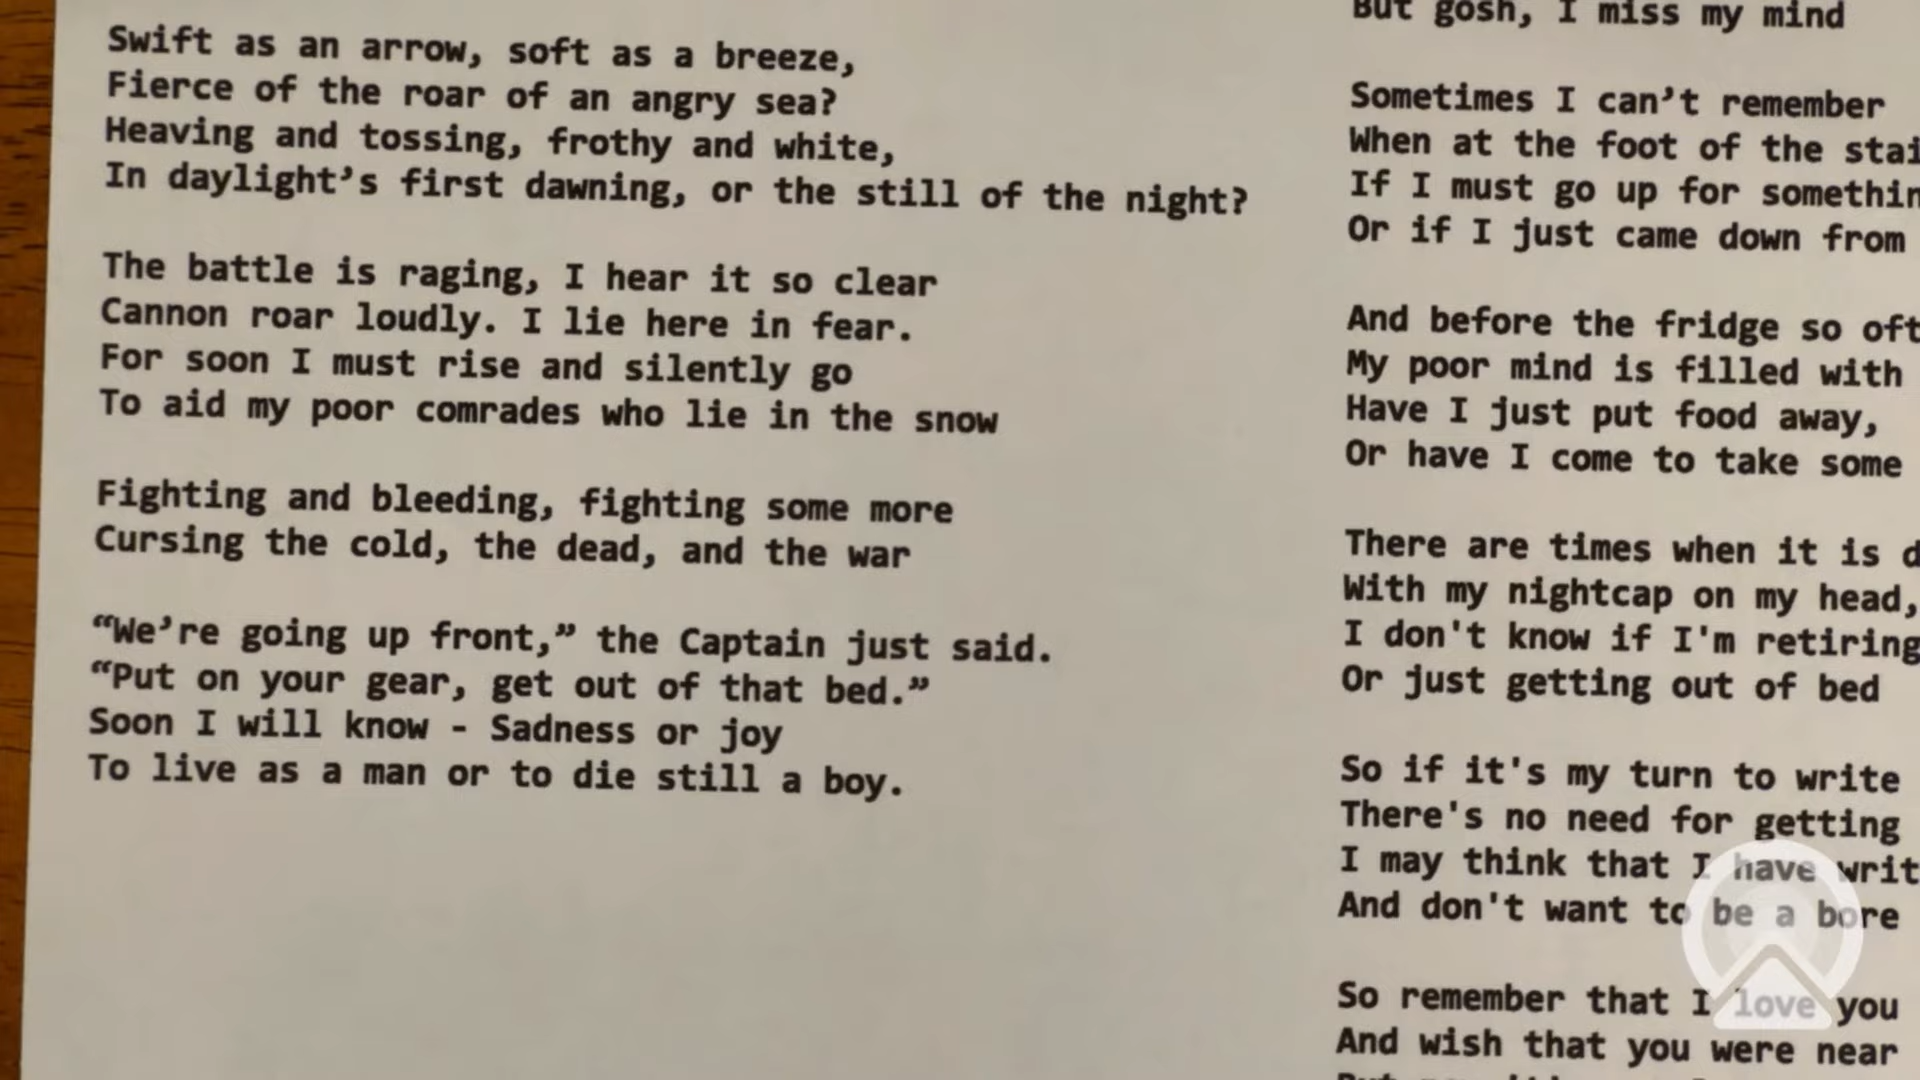 Swift as an arrow, soft as a breeze,
Fierce of the roar of an angry sea?
Heaving and tossing, frothy and white,
In daylight’s first dawning, or the still of the night?
The battle is raging, I hear it so clear
Cannon roar loudly. I lie here in fear.
For soon I must rise and silently go
To aid my poor comrades who lie in the snow
Fighting and bleeding, fighting some more
Cursing the cold, the dead, and the war
“We’re going up front,” the Captain just said.
“Put on your gear, get out of that bed.”
Soon I will know - Sadness or joy
To live as a man or to die still a boy.
But gosh, I miss my mind
Sometimes I can’t remember
When at the foot of the
If I must go up for
Or if I just came down from
And before the fridge so
My poor mind is filled with
Have I just put food away,
Or have I come to take some
There are times when it is
With my nightcap on my head,
I don't know if I'm retiring
Or just getting out of bed
So if it's my turn to write
There's no need for getting
I may think that I have
And don't want to be a bore
So remember that I love you
And wish that you were near